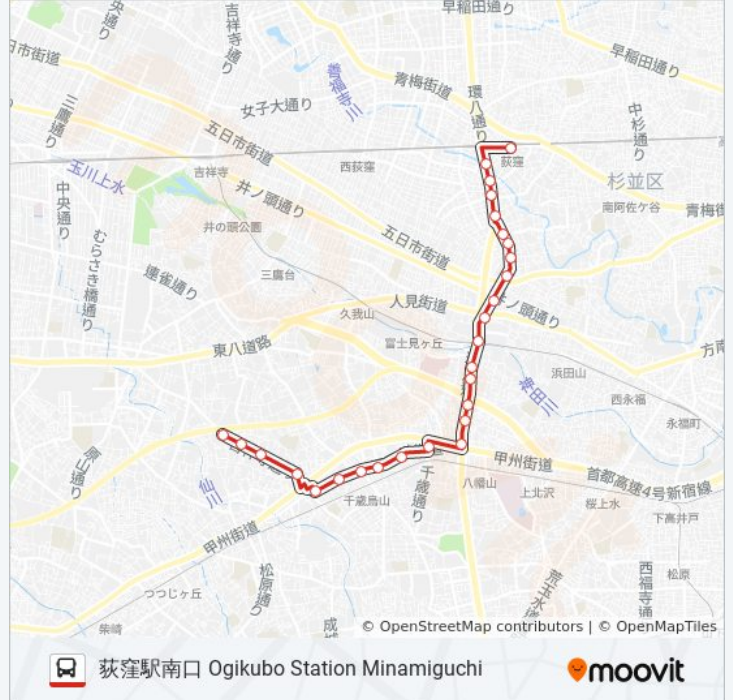 早稲田通り
央通り
吉祥寺通り
日市街道
早稲田通り
善福寺川
青梅街道
環八通り
女子大通り
三鷹通り
五日市街道
中杉通り
玉川上水
吉祥寺
西荻窪
荻窪
杉並区
井ノ頭通り
南阿佐ケ谷
青梅街
中央通り
むらさき橋通り
井の頭公園
五日市街道
連雀通り
三鷹台
人見街道
井ノ頭通り
久我山
東八道路
富士見ヶ丘
方南
浜田山
神田川
西永福
永福町
原山通り
仙川
甲州街道
千歳通り
八幡山
上北沢
首都高速4号新宿線
桜上水
千歳烏山
下高井戸
甲州街道
松原通り
つつじヶ丘
荒玉水
西福寺通
松原
柴崎
成城
© OpenStreetMap contributors | © OpenMapTiles
荻窪駅南口 Ogikubo Station Minamiguchi
moovit